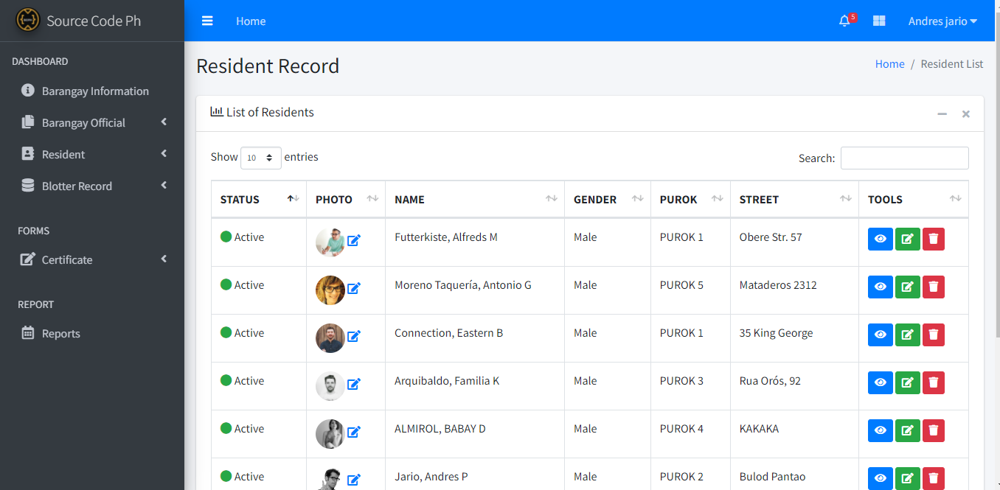 Source Code Ph
Home
5
Andres jario
DASHBOARD
Barangay Information
Barangay Official
Resident
Blotter Record
FORMS
Certificate
REPORT
Reports
Resident Record
Home / Resident List
List of Residents
Show 10 entries
Search:
STATUS PHOTO NAME GENDER PUROK STREET TOOLS
Active Futterkiste, Alfreds M Male PUROK 1 Obere Str. 57
Active Moreno Taquería, Antonio G Male PUROK 5 Mataderos 2312
Active Connection, Eastern B Male PUROK 1 35 King George
Active Arquibaldo, Familia K Male PUROK 3 Rua Orós, 92
Active ALMIROL, BABAY D Male PUROK 4 KAKAKA
Active Jario, Andres P Male PUROK 2 Bulod Pantao